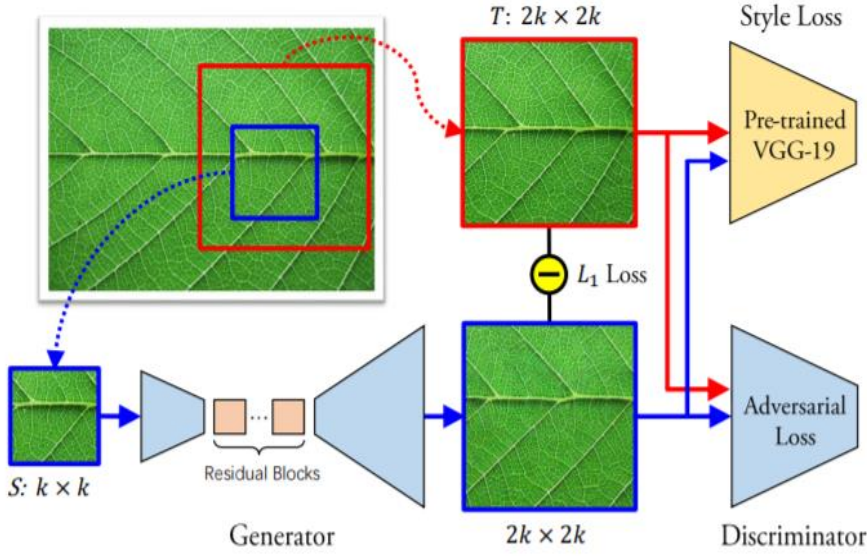 T: 2k × 2k
Style Loss
Pre-trained
VGG-19
L₁ Loss
Adversarial
Loss
Residual Blocks
S: k × k
Generator
2k × 2k
Discriminator